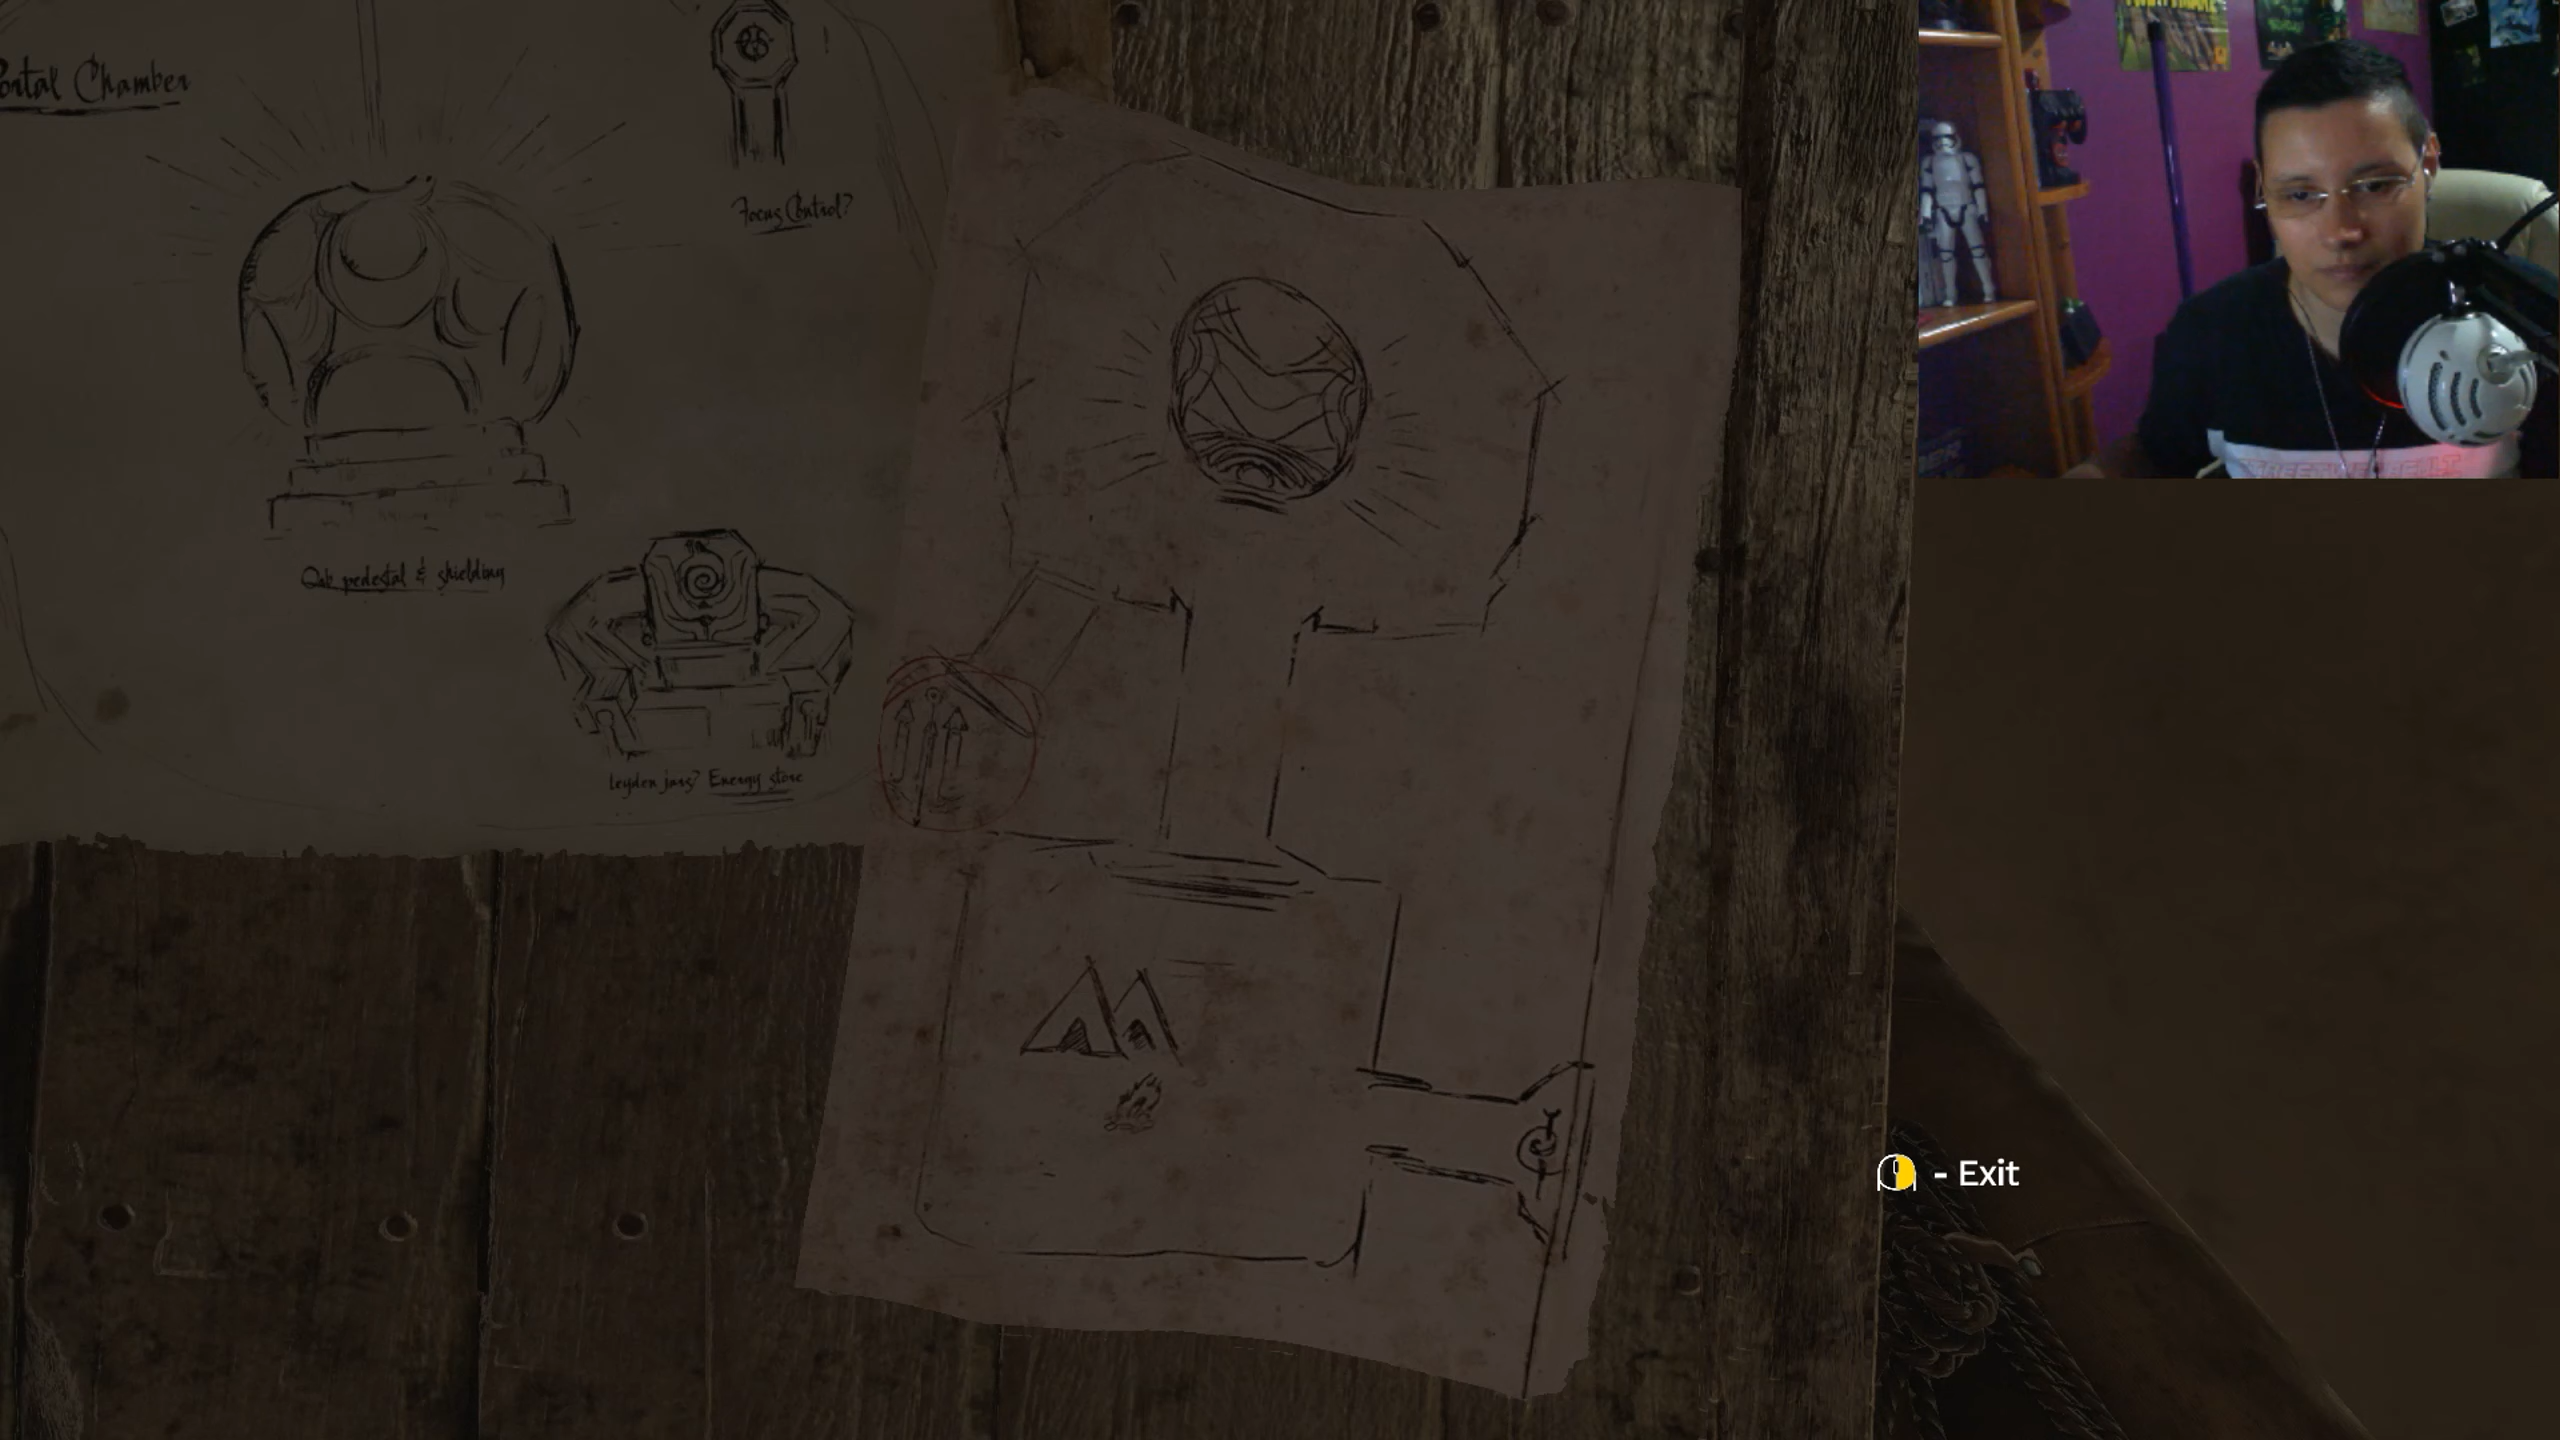 Portal Chamber
Focus Control?
Orb pedestal & shielding
leyden jars? Energy store
- Exit